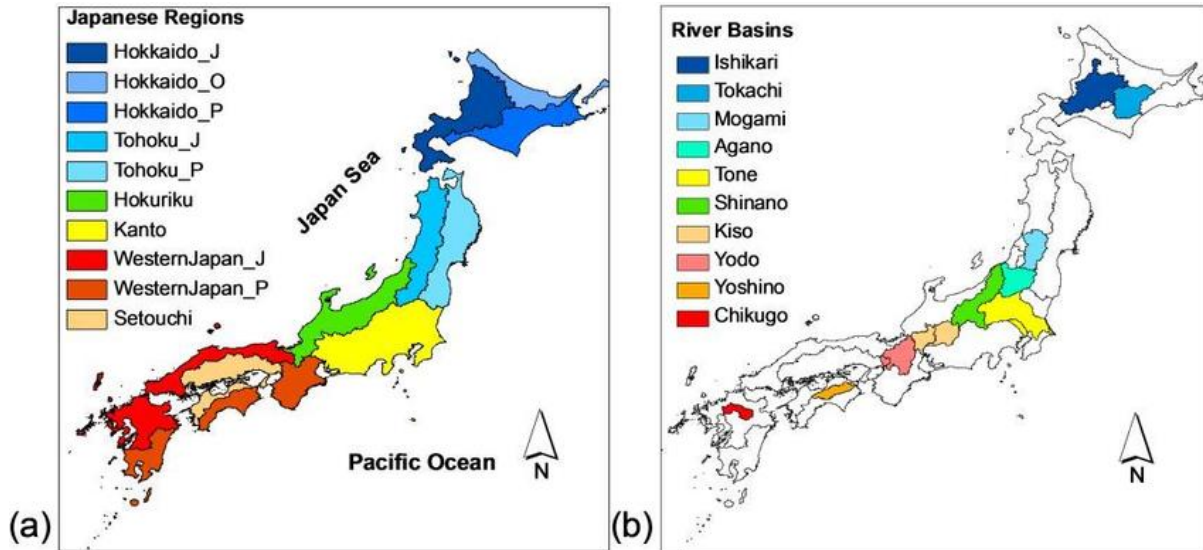 Japanese Regions
Hokkaido_J
Hokkaido_O
Hokkaido_P
Tohoku_J
Tohoku_P
Hokuriku
Kanto
WesternJapan_J
WesternJapan_P
Setouchi
Japan Sea
Pacific Ocean
N
(a)
River Basins
Ishikari
Tokachi
Mogami
Agano
Tone
Shinano
Kiso
Yodo
Yoshino
Chikugo
N
(b)